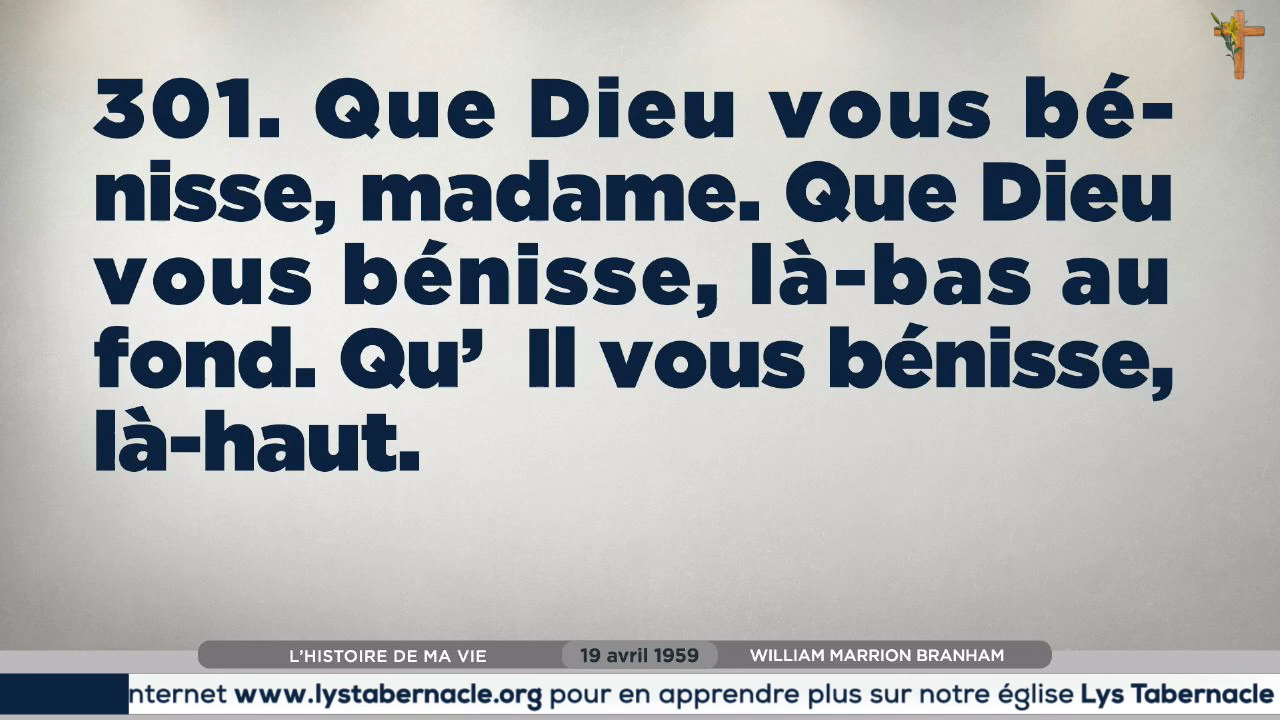 301. Que Dieu vous bé-
nisse, madame. Que Dieu
vous bénisse, là-bas au
fond. Qu’ Il vous bénisse,
là-haut.
L’HISTOIRE DE MA VIE 19 avril 1959 WILLIAM MARRION BRANHAM
nternet www.lystabernacle.org pour en apprendre plus sur notre église Lys Tabernacle